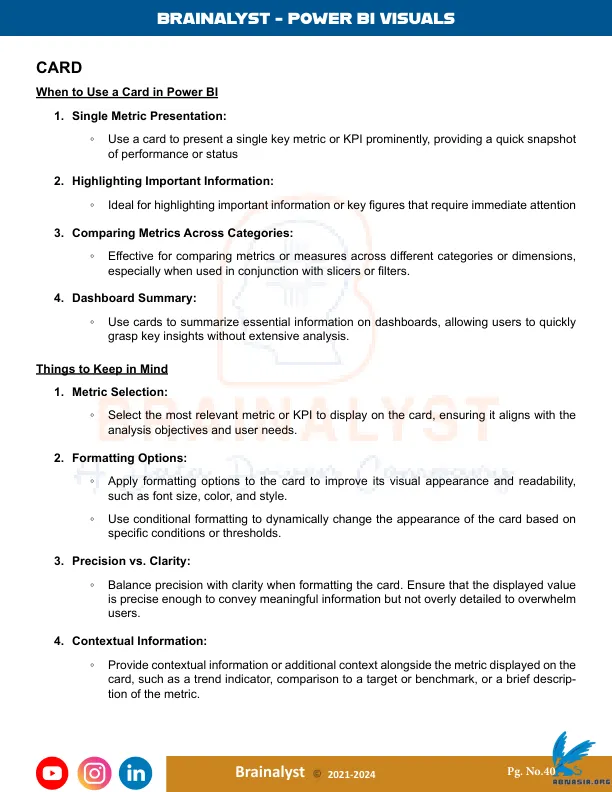 BRAINALYST - POWER BI VISUALS
CARD
When to Use a Card in Power BI
1. Single Metric Presentation:
◦ Use a card to present a single key metric or KPI prominently, providing a quick snapshot
of performance or status
2. Highlighting Important Information:
◦ Ideal for highlighting important information or key figures that require immediate attention
3. Comparing Metrics Across Categories:
◦ Effective for comparing metrics or measures across different categories or dimensions,
especially when used in conjunction with slicers or filters.
4. Dashboard Summary:
◦ Use cards to summarize essential information on dashboards, allowing users to quickly
grasp key insights without extensive analysis.
Things to Keep in Mind
1. Metric Selection:
◦ Select the most relevant metric or KPI to display on the card, ensuring it aligns with the
analysis objectives and user needs.
BRAINALYST
2. Formatting Options:
A Data Driven Company
◦ Apply formatting options to the card to improve its visual appearance and readability,
such as font size, color, and style.
◦ Use conditional formatting to dynamically change the appearance of the card based on
specific conditions or thresholds.
3. Precision vs. Clarity:
◦ Balance precision with clarity when formatting the card. Ensure that the displayed value
is precise enough to convey meaningful information but not overly detailed to overwhelm
users.
4. Contextual Information:
◦ Provide contextual information or additional context alongside the metric displayed on the
card, such as a trend indicator, comparison to a target or benchmark, or a brief descrip-
tion of the metric.
in
Brainalyst © 2021-2024
Pg. No.40
ABNASIA.ORG